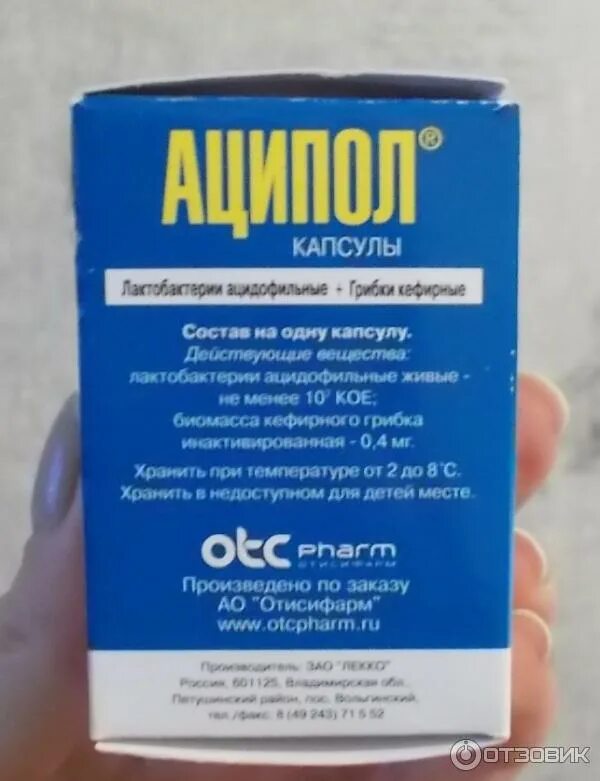 АЦИПОЛ®
КАПСУЛЫ
Лактобактерии ацидофильные + Грибки кефирные
Состав на одну капсулу.
Действующие вещества:
лактобактерии ацидофильные живые -
не менее 10⁷ КОЕ;
биомасса кефирного грибка
инактивированная - 0,4 мг.
Хранить при температуре от 2 до 8°С.
Хранить в недоступном для детей месте.
otc pharm
ОТИСИФАРМ
Произведено по заказу
АО "Отисифарм"
www.otcpharm.ru
Производитель: ЗАО "ЛЕККО"
Россия, 601125, Владимирская обл.,
Петушинский район, пос. Вольгинский,
тел./факс: 8 (49 243) 71 5 52
ОТЗОВИК